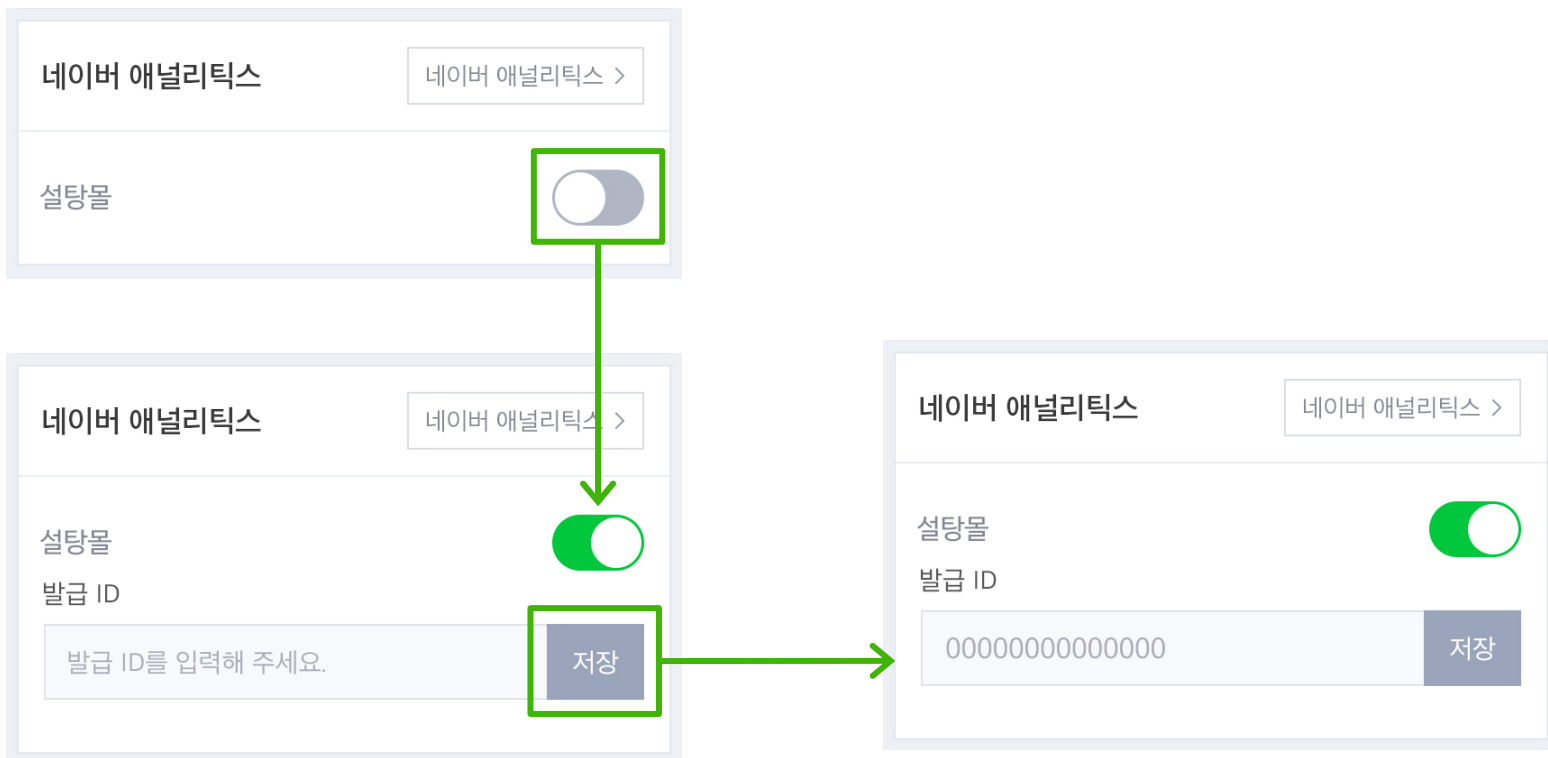 네이버 애널리틱스
네이버 애널리틱스 >
설탕몰
네이버 애널리틱스
네이버 애널리틱스 >
설탕몰
발급 ID
발급 ID를 입력해 주세요.
저장
네이버 애널리틱스
네이버 애널리틱스 >
설탕몰
발급 ID
00000000000000
저장